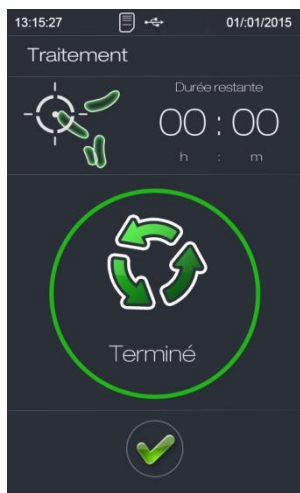 13:15:27 01/:01/2015
Traitement
Durée restante
00 : 00
h : m
Terminé